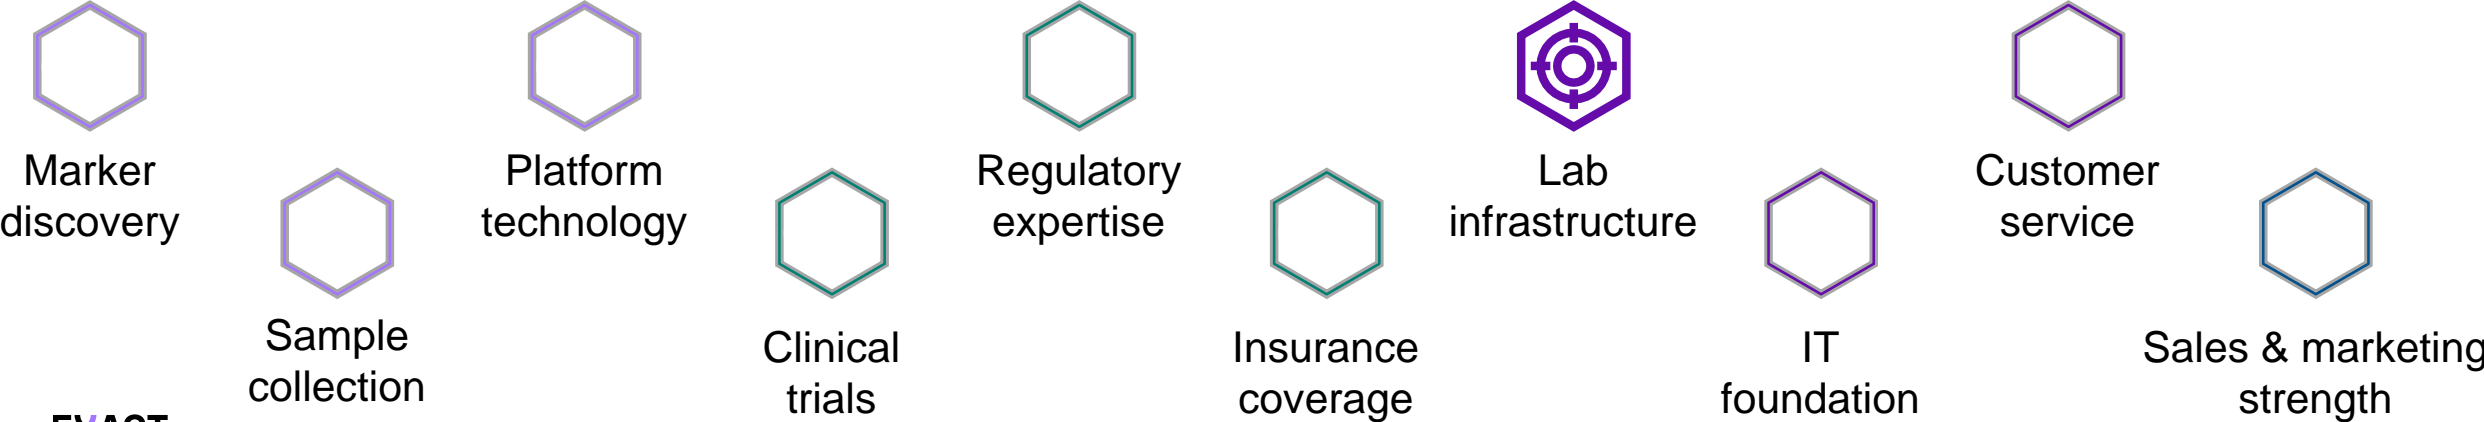 Marker
discovery
Sample
collection
Platform
technology
Clinical
trials
Regulatory
expertise
Insurance
coverage
Lab
infrastructure
IT
foundation
Customer
service
Sales & marketing
strength
EXACT